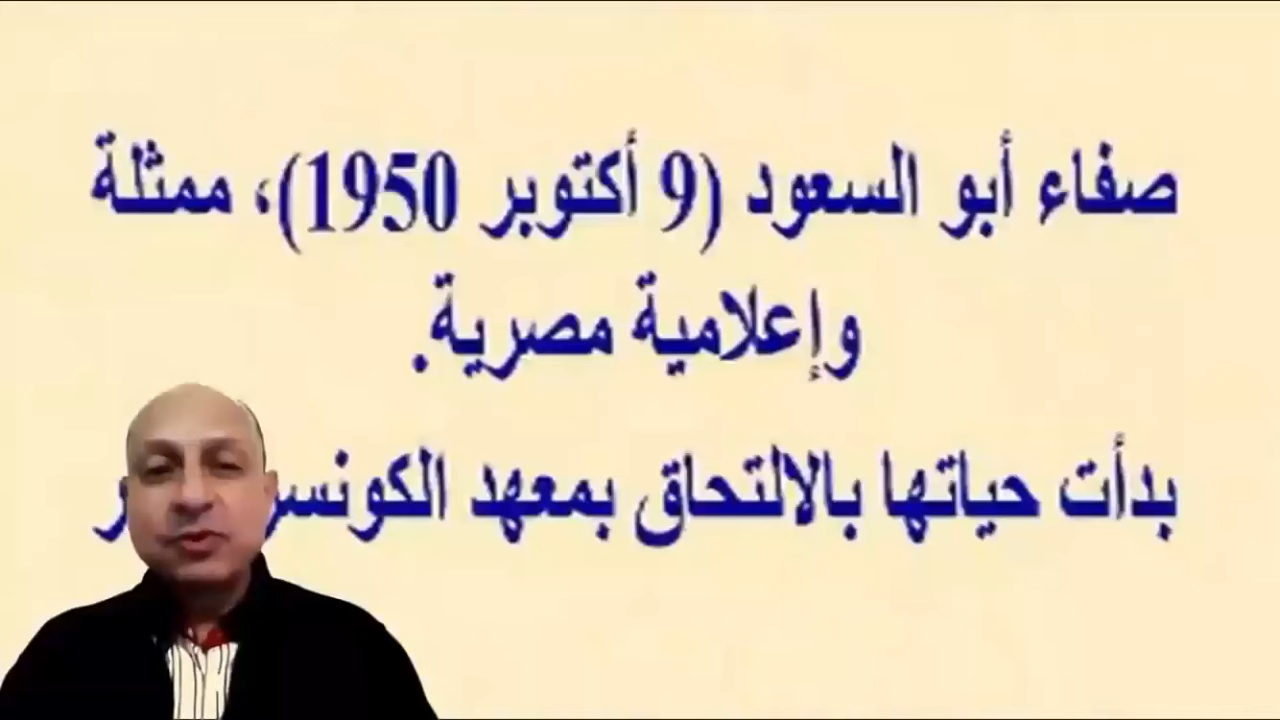 صفاء أبو السعود (9 أكتوبر 1950)، ممثلة
وإعلامية مصرية.
بدأت حياتها بالالتحاق بمعهد